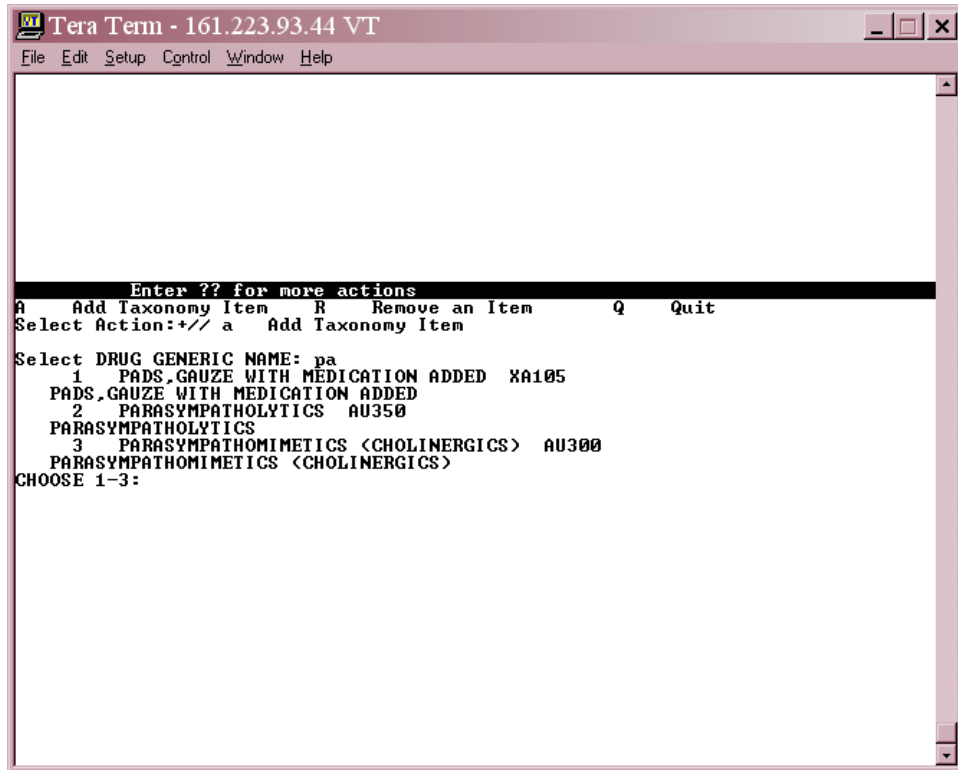 Tera Term - 161.223.93.44 VT
File Edit Setup Control Window Help
Enter ?? for more actions
A Add Taxonomy Item R Remove an Item Q Quit
Select Action:+// a Add Taxonomy Item
Select DRUG GENERIC NAME: pa
1 PADS,GAUZE WITH MEDICATION ADDED XA105
PADS,GAUZE WITH MEDICATION ADDED
2 PARASYMPATHOLYTICS AU350
PARASYMPATHOLYTICS
3 PARASYMPATHOMIMETICS (CHOLINERGICS) AU300
PARASYMPATHOMIMETICS (CHOLINERGICS)
CHOOSE 1-3: